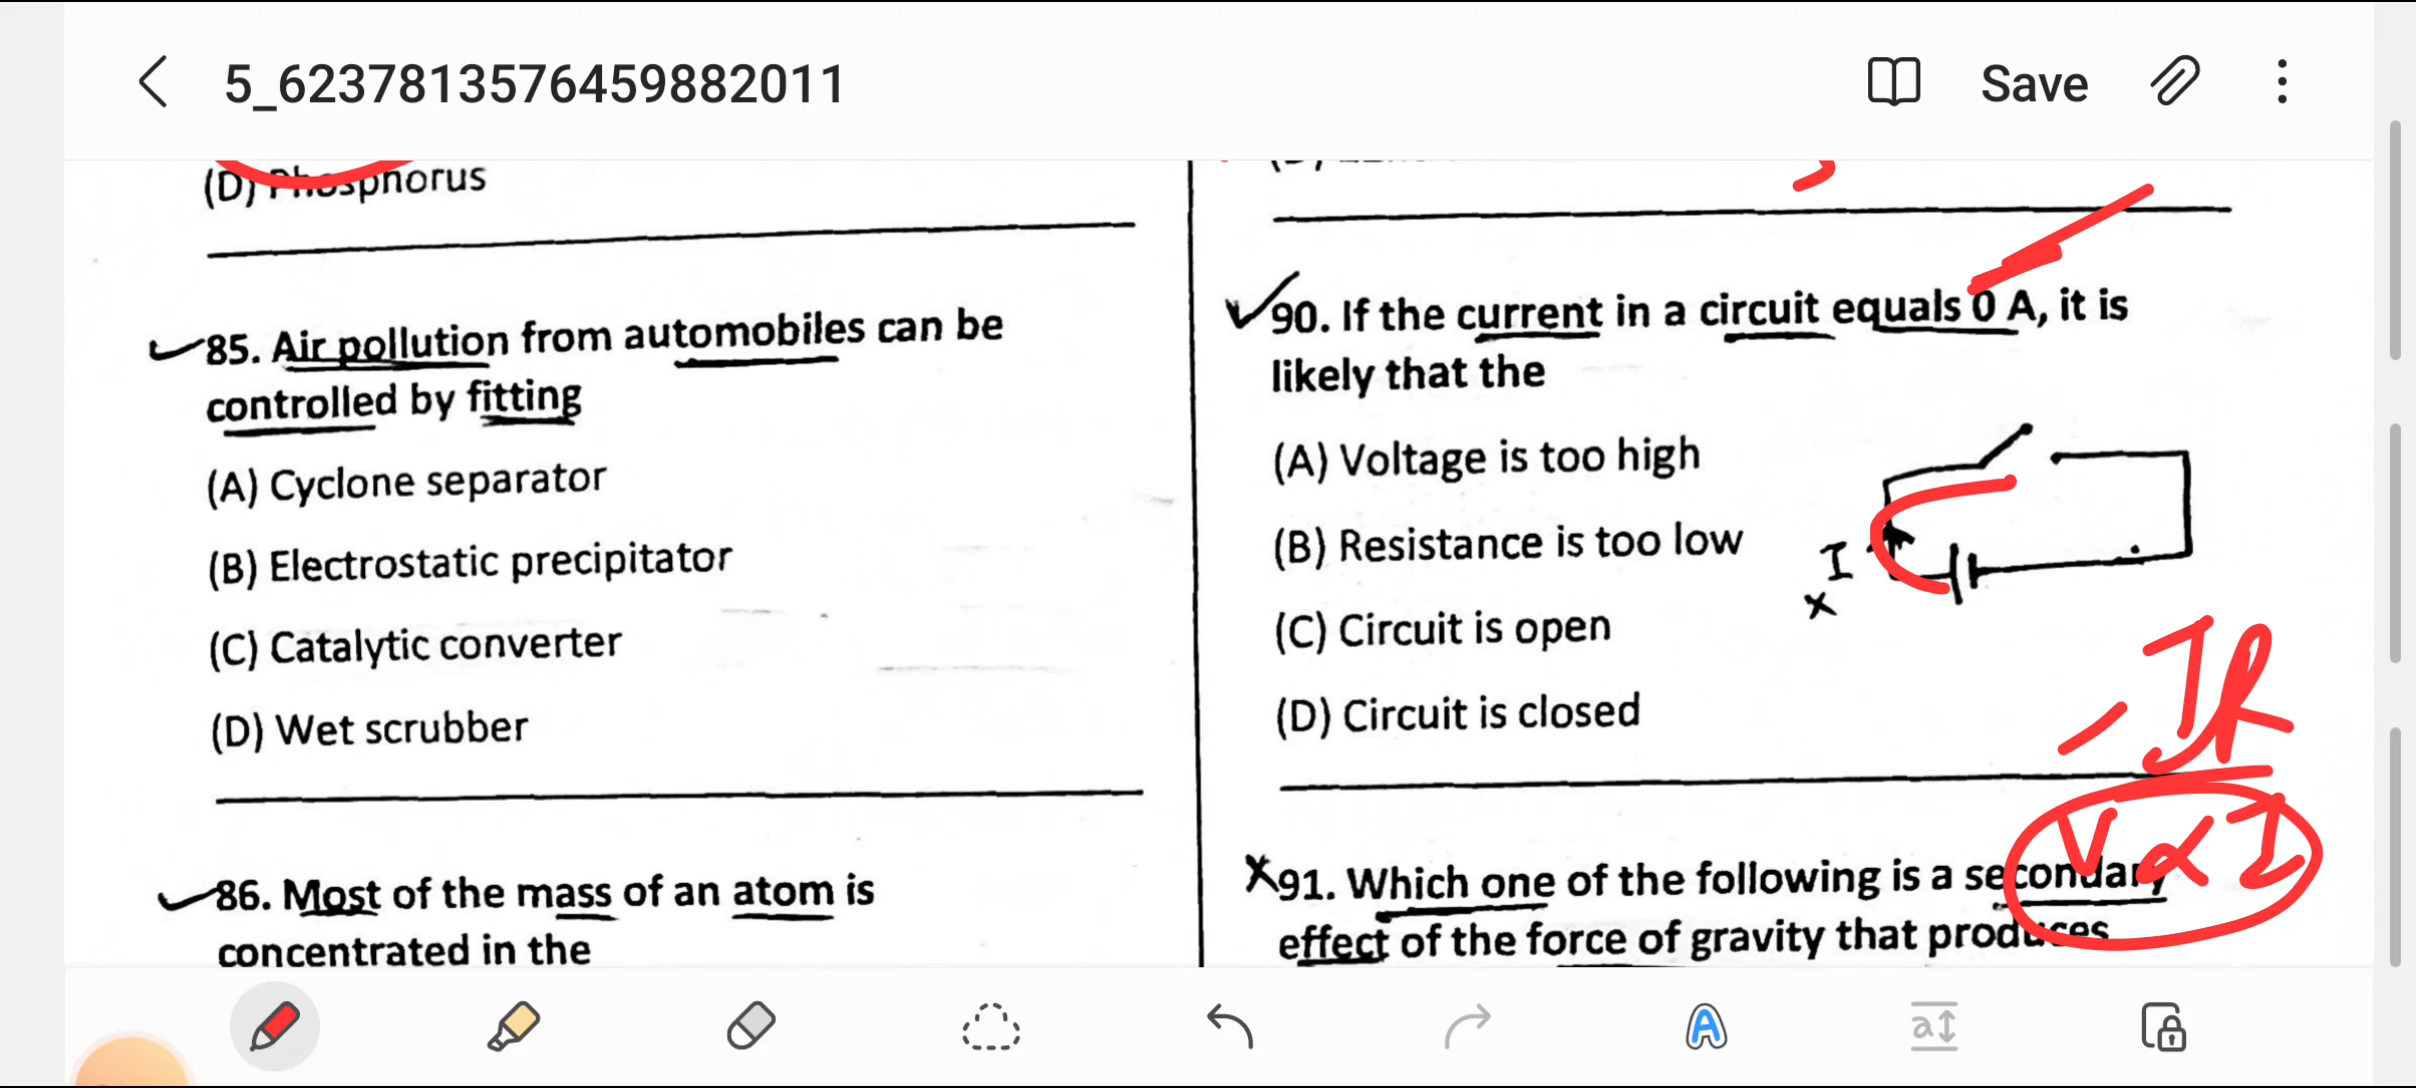 5_6237813576459882011
Save
(D) Phosphorus
85. Air pollution from automobiles can be
controlled by fitting
(A) Cyclone separator
(B) Electrostatic precipitator
(C) Catalytic converter
(D) Wet scrubber
86. Most of the mass of an atom is
concentrated in the
90. If the current in a circuit equals 0 A, it is
likely that the
(A) Voltage is too high
(B) Resistance is too low
(C) Circuit is open
(D) Circuit is closed
I
x
IR
V∝I
X91. Which one of the following is a secondary
effect of the force of gravity that produces
A
a